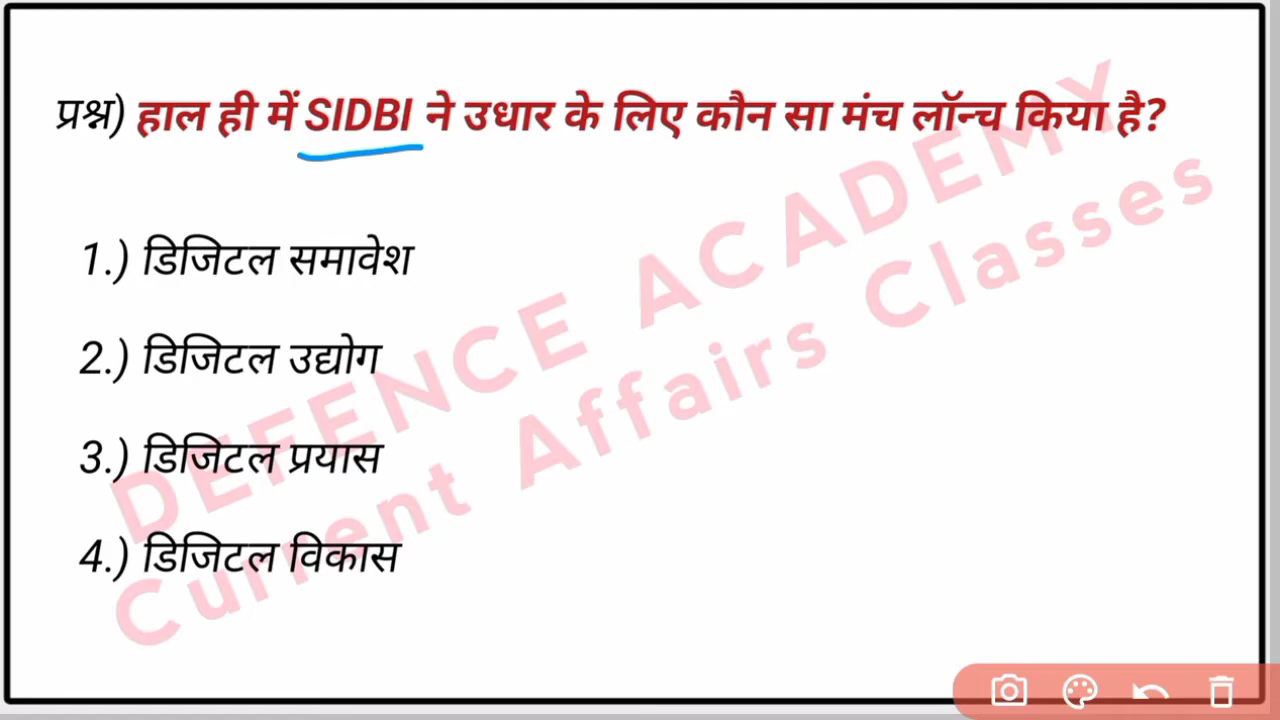 प्रश्न) हाल ही में SIDBI ने उधार के लिए कौन सा मंच लॉन्च किया है?
1.) डिजिटल समावेश
2.) डिजिटल उद्योग
3.) डिजिटल प्रयास
4.) डिजिटल विकास
DEFENCE ACADEMY
Current Affairs Classes